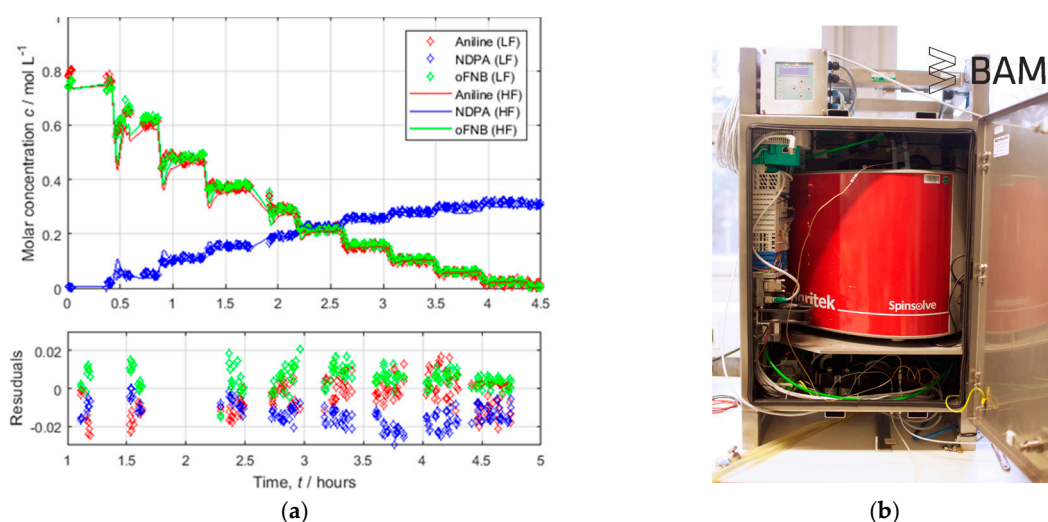 1
0.8
0.6
0.4
0.2
0
Molar concentration c / mol L⁻¹
Aniline (LF)
NDPA (LF)
oFNB (LF)
Aniline (HF)
NDPA (HF)
oFNB (HF)
0 0.5 1 1.5 2 2.5 3 3.5 4 4.5
0.02
0
-0.02
Resuduals
1 1.5 2 2.5 3 3.5 4 4.5 5
Time, t / hours
(a)
BAM
Spinsolve
(b)